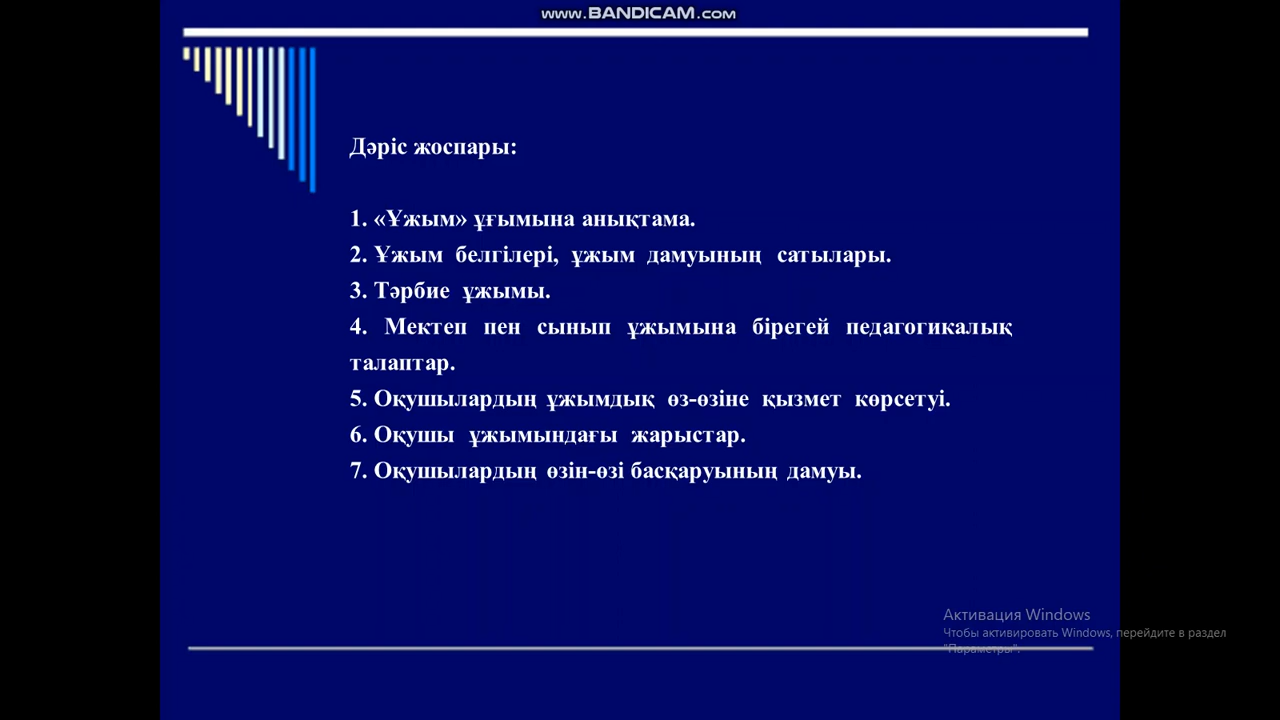 www.BANDICAM.com
Дәріс жоспары:
1. «Ұжым» ұғымына анықтама.
2. Ұжым белгілері, ұжым дамуының сатылары.
3. Тәрбие ұжымы.
4. Мектеп пен сынып ұжымына бірегей педагогикалық
талаптар.
5. Оқушылардың ұжымдық өз-өзіне қызмет көрсетуі.
6. Оқушы ұжымындағы жарыстар.
7. Оқушылардың өзін-өзі басқаруының дамуы.
Активация Windows
Чтобы активировать Windows, перейдите в раздел
"Параметры".